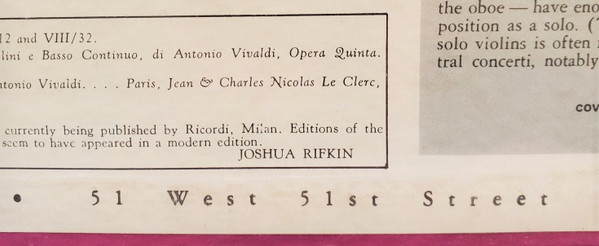 12 and VIII/32.
lini e Basso Continuo, di Antonio Vivaldi, Opera Quinta.
ntonio Vivaldi. . . . Paris, Jean & Charles Nicolas Le Clerc,
currently being published by Ricordi, Milan. Editions of the
seem to have appeared in a modern edition.
JOSHUA RIFKIN
the oboe — have eno
position as a solo. (
solo violins is often
tral concerti, notably
COV
• 51 West 51st Street